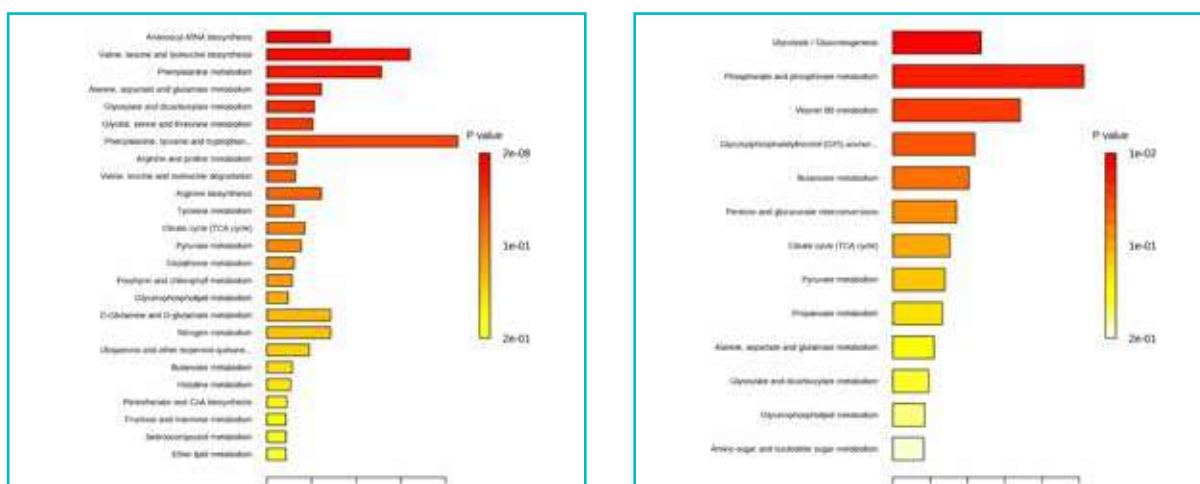 Aminoacyl-tRNA biosynthesis
Valine, leucine and isoleucine biosynthesis
Phenylalanine metabolism
Alanine, aspartate and glutamate metabolism
Glyoxylate and dicarboxylate metabolism
Glycine, serine and threonine metabolism
Phenylalanine, tyrosine and tryptophan...
Arginine and proline metabolism
Valine, leucine and isoleucine degradation
Arginine biosynthesis
Tyrosine metabolism
Citrate cycle (TCA cycle)
Pyruvate metabolism
Glutathione metabolism
Porphyrin and chlorophyll metabolism
Glycerophospholipid metabolism
D-Glutamine and D-glutamate metabolism
Nitrogen metabolism
Ubiquinone and other terpenoid-quinone...
Butanoate metabolism
Histidine metabolism
Pantothenate and CoA biosynthesis
Fructose and mannose metabolism
Selenocompound metabolism
Ether lipid metabolism
P value
2e-08
1e-01
2e-01
Glycolysis / Gluconeogenesis
Phosphonate and phosphinate metabolism
Vitamin B6 metabolism
Glycosylphosphatidylinositol (GPI)-anchor...
Butanoate metabolism
Pentose and glucuronate interconversions
Citrate cycle (TCA cycle)
Pyruvate metabolism
Propanoate metabolism
Alanine, aspartate and glutamate metabolism
Glyoxylate and dicarboxylate metabolism
Glycerophospholipid metabolism
Amino sugar and nucleotide sugar metabolism
P value
1e-02
1e-01
2e-01